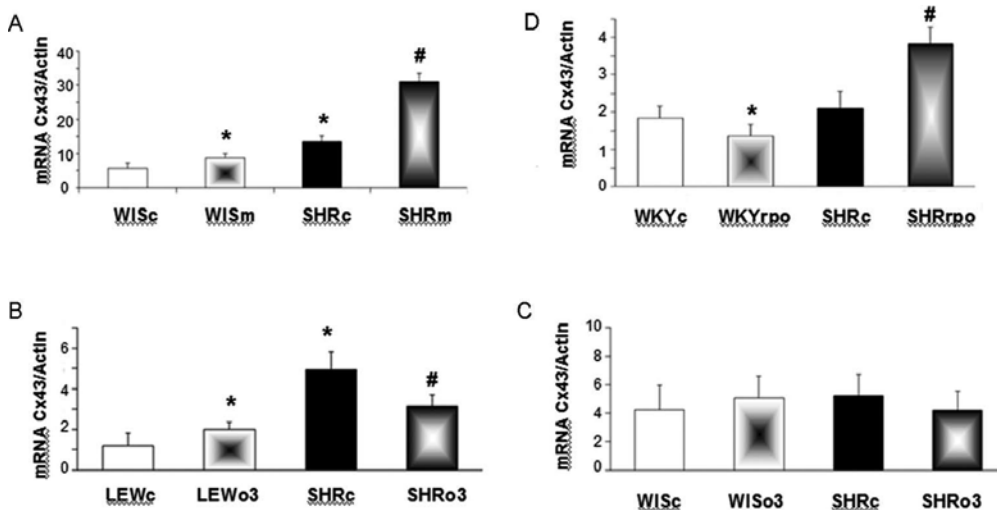 A
mRNA Cx43/Actin
40
30
20
10
0
*
*
#
WISc WISm SHRc SHRm
D
mRNA Cx43/Actin
4
3
2
1
0
*
#
WKYc WKYrpo SHRc SHRrpo
B
mRNA Cx43/Actin
6
4
2
0
*
*
#
LEWc LEWo3 SHRc SHRo3
C
mRNA Cx43/Actin
10
8
6
4
2
0
WISc WISo3 SHRc SHRo3